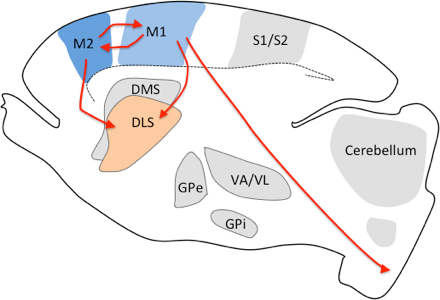 M2
M1
S1/S2
DMS
DLS
Cerebellum
GPe
VA/VL
GPi